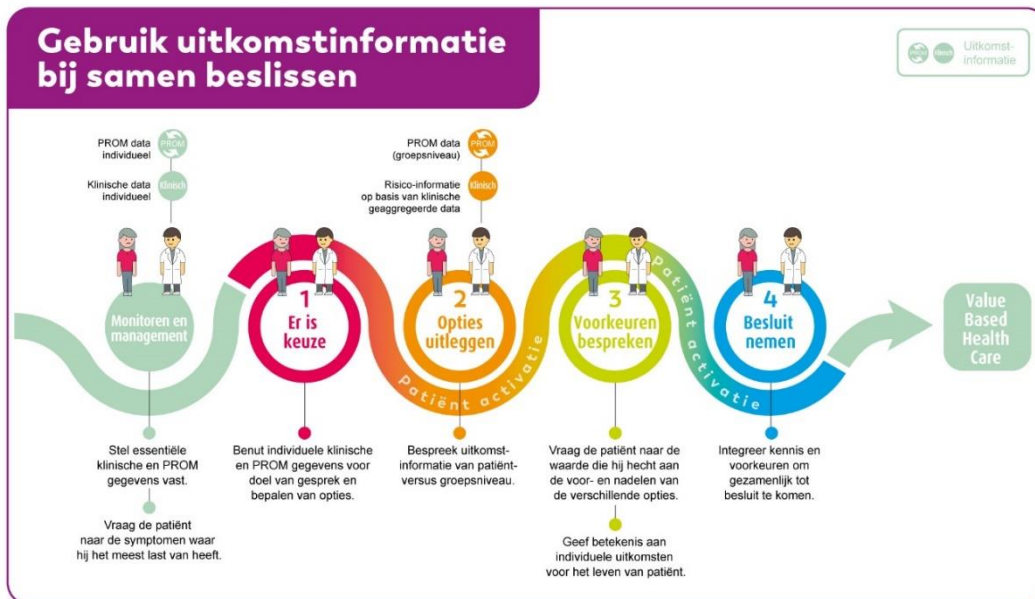 Gebruik uitkomstinformatie
bij samen beslissen
PROM
Klinisch
Uitkomst-
informatie
PROM data
individueel
PROM
Klinische data
individueel
Klinisch
PROM data
(groepsniveau)
PROM
Risico-informatie
op basis van klinische
geaggregeerde data
Klinisch
Monitoren en
management
1
Er is
keuze
2
Opties
uitleggen
3
Voorkeuren
bespreken
4
Besluit
nemen
Patiënt activatie
Patiënt activatie
Value
Based
Health
Care
Stel essentiële
klinische en PROM
gegevens vast.
Vraag de patiënt
naar de symptomen waar
hij het meest last van heeft.
Benut individuele klinische
en PROM gegevens voor
doel van gesprek en
bepalen van opties.
Bespreek uitkomst-
informatie van patiënt-
versus groepsniveau.
Vraag de patiënt naar de
waarde die hij hecht aan
de voor- en nadelen van
de verschillende opties.
Geef betekenis aan
individuele uitkomsten
voor het leven van patiënt.
Integreer kennis en
voorkeuren om
gezamenlijk tot
besluit te komen.